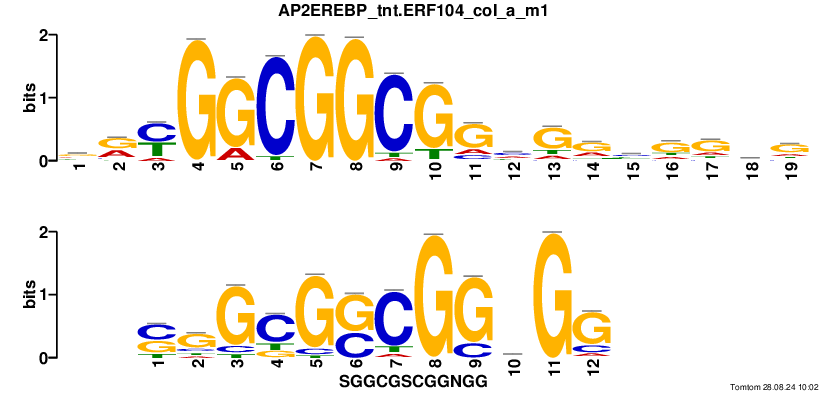 AP2EREBP_tnt.ERF104_col_a_m1
2
1
0
bits
G A C T G G A C T G G C T A G T G A C G T A G A G T G A G
1 2 3 4 5 6 7 8 9 10 11 12 13 14 15 16 17 18 19
2
1
0
bits
C G T G C G C T G G C G C C T A G G C G G C A
1 2 3 4 5 6 7 8 9 10 11 12
SGGCGSCGGNGG
Tomtom 28.08.24 10:02